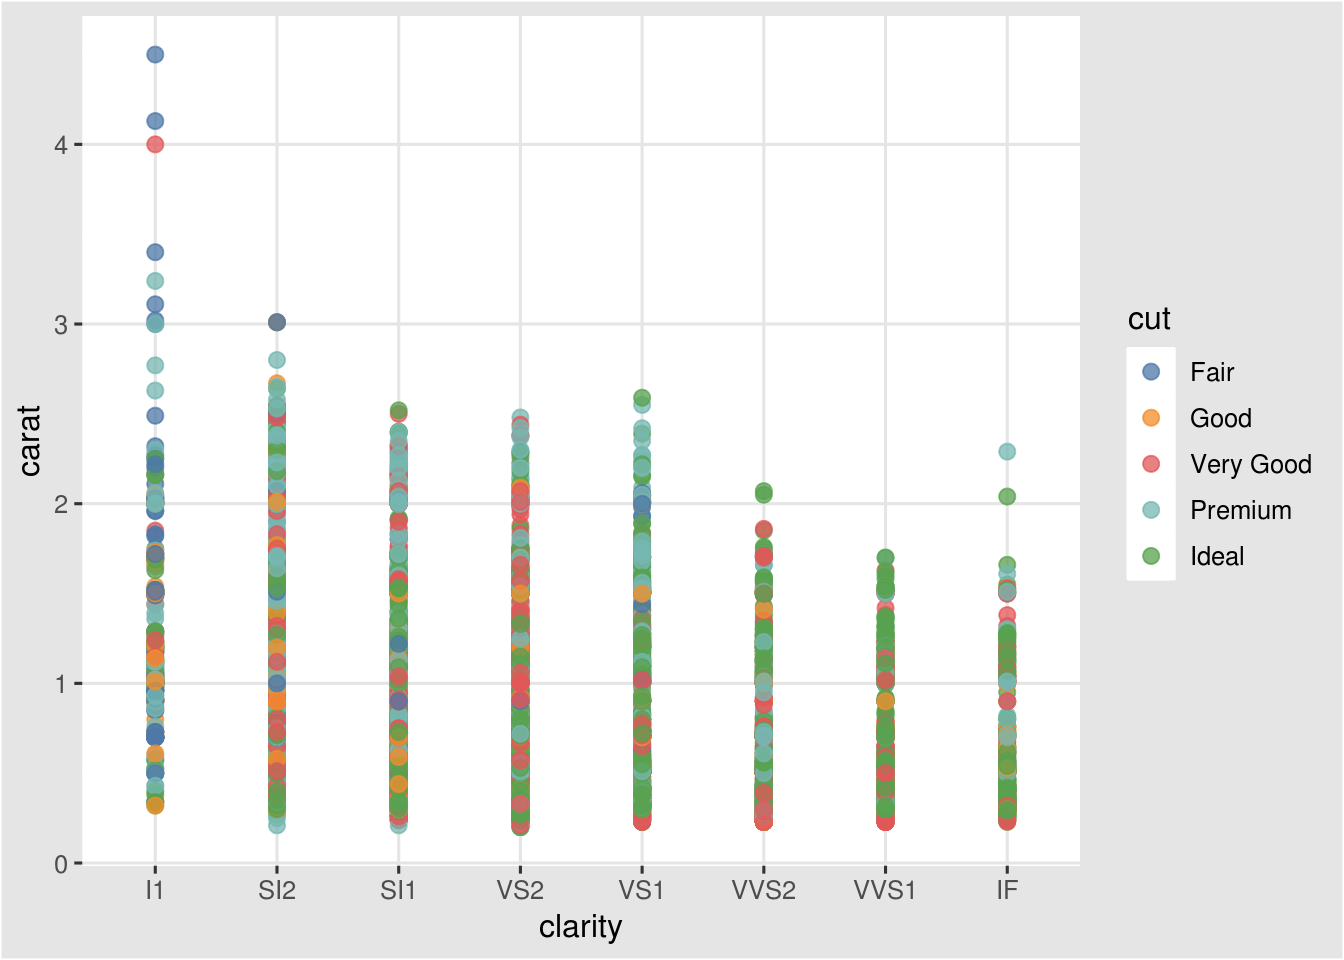 4
3
2
1
0
carat
I1 SI2 SI1 VS2 VS1 VVS2 VVS1 IF
clarity
cut
Fair
Good
Very Good
Premium
Ideal